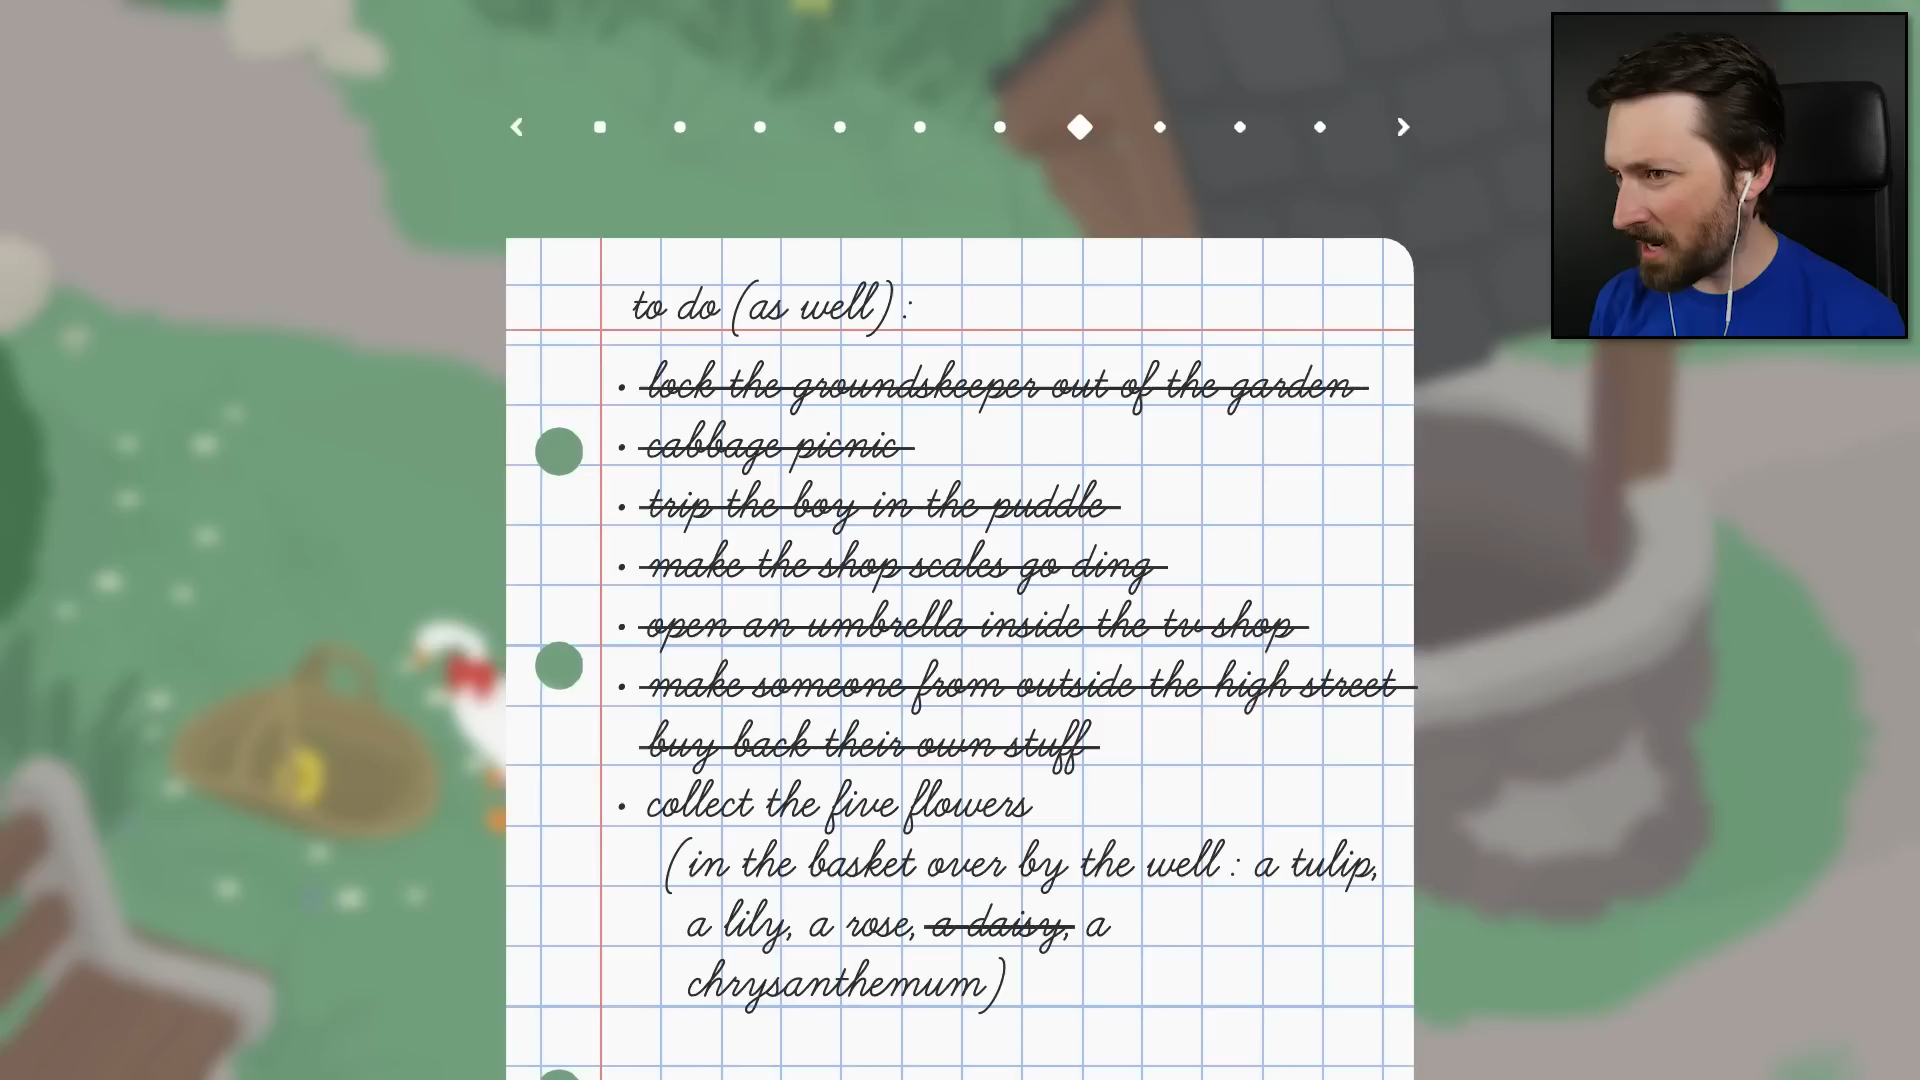 to do (as well) :
• lock the groundskeeper out of the garden
• cabbage picnic
• trip the boy in the puddle
• make the shop scales go ding
• open an umbrella inside the tv shop
• make someone from outside the high street
buy back their own stuff
• collect the five flowers
(in the basket over by the well : a tulip,
a lily, a rose, a daisy, a
chrysanthemum)